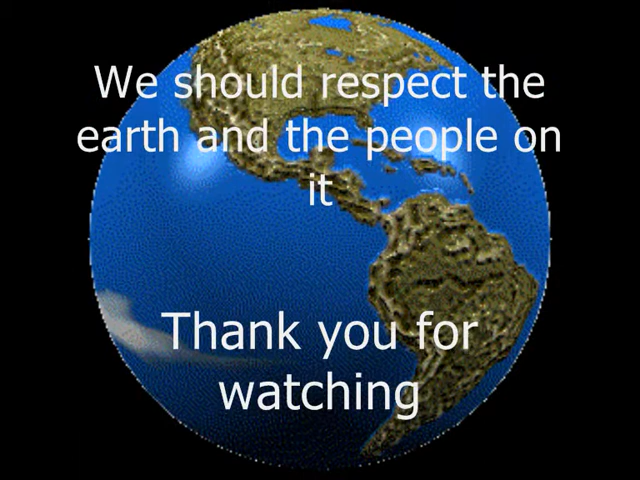 We should respect the
earth and the people on
it
Thank you for
watching